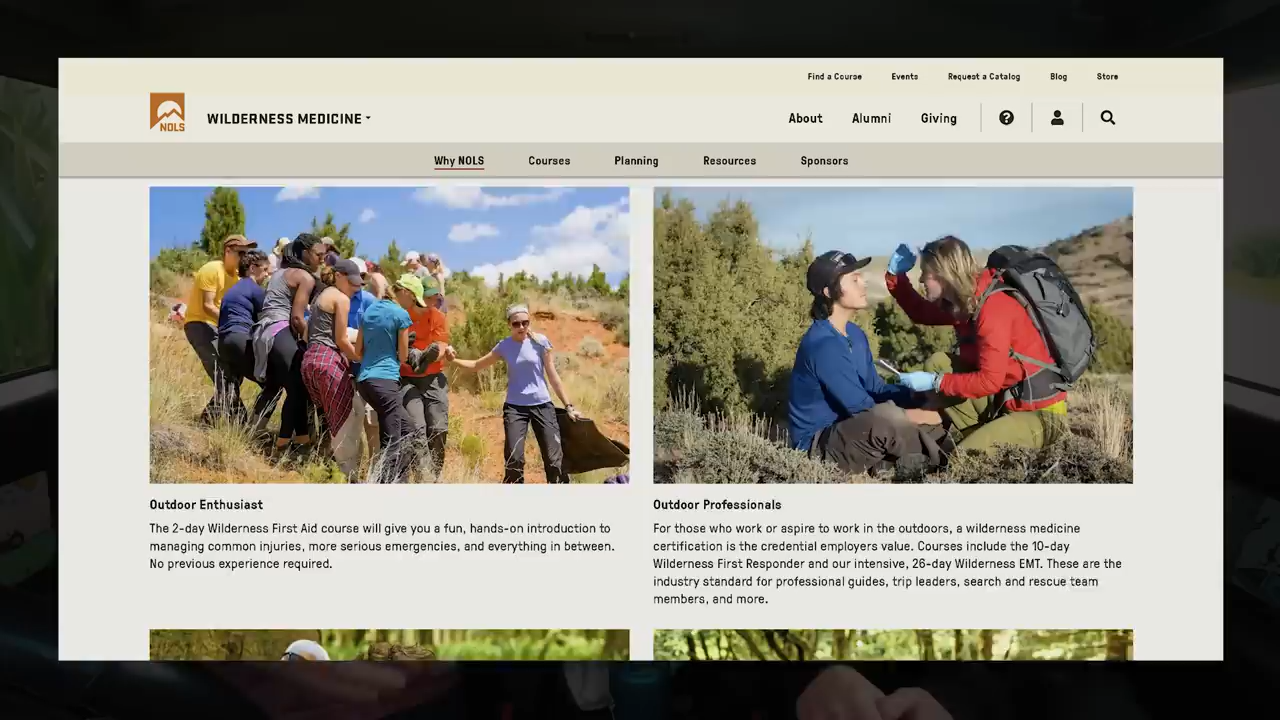 Find a Course Events Request a Catalog Blog Store
NOLS
WILDERNESS MEDICINE
About Alumni Giving
Why NOLS Courses Planning Resources Sponsors
Outdoor Enthusiast
The 2-day Wilderness First Aid course will give you a fun, hands-on introduction to
managing common injuries, more serious emergencies, and everything in between.
No previous experience required.
Outdoor Professionals
For those who work or aspire to work in the outdoors, a wilderness medicine
certification is the credential employers value. Courses include the 10-day
Wilderness First Responder and our intensive, 26-day Wilderness EMT. These are the
industry standard for professional guides, trip leaders, search and rescue team
members, and more.